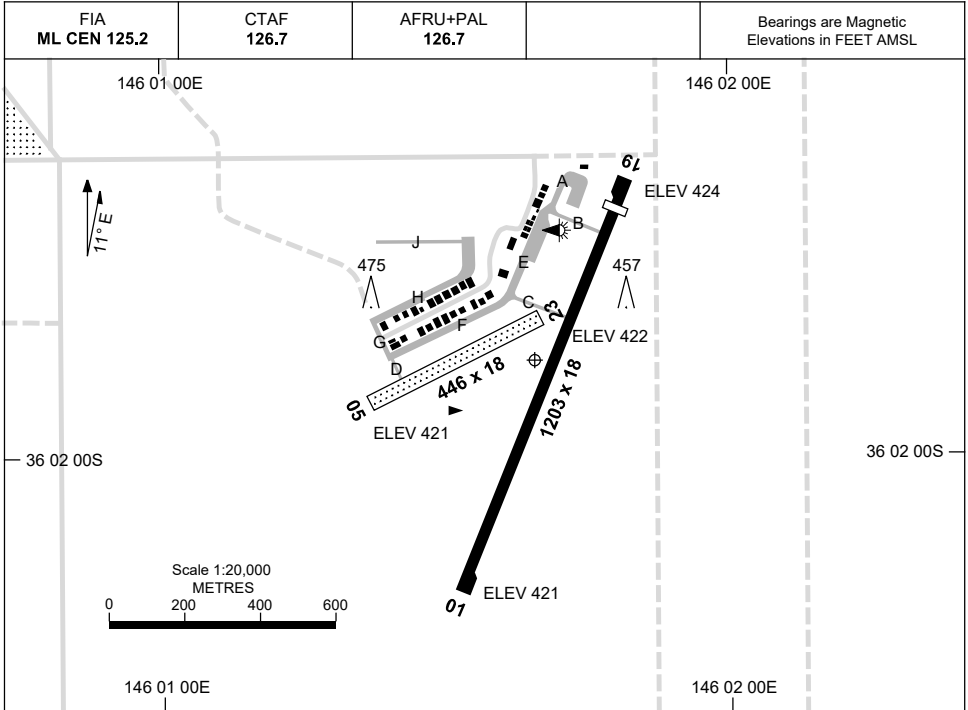 FIA
ML CEN 125.2
CTAF
126.7
AFRU+PAL
126.7
Bearings are Magnetic
Elevations in FEET AMSL
146 01 00E
146 02 00E
19
A
ELEV 424
B
11° E
J
E
475
457
H
C
23
F
G
ELEV 422
D
446 x 18
1203 x 18
05
ELEV 421
36 02 00S
36 02 00S
Scale 1:20,000
METRES
0 200 400 600
ELEV 421
01
146 01 00E
146 02 00E